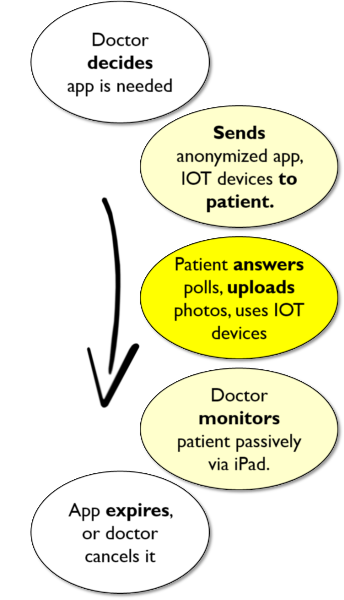 Doctor
decides
app is needed
Sends
anonymized app,
IOT devices to
patient.
Patient answers
polls, uploads
photos, uses IOT
devices
Doctor
monitors
patient passively
via iPad.
App expires,
or doctor
cancels it